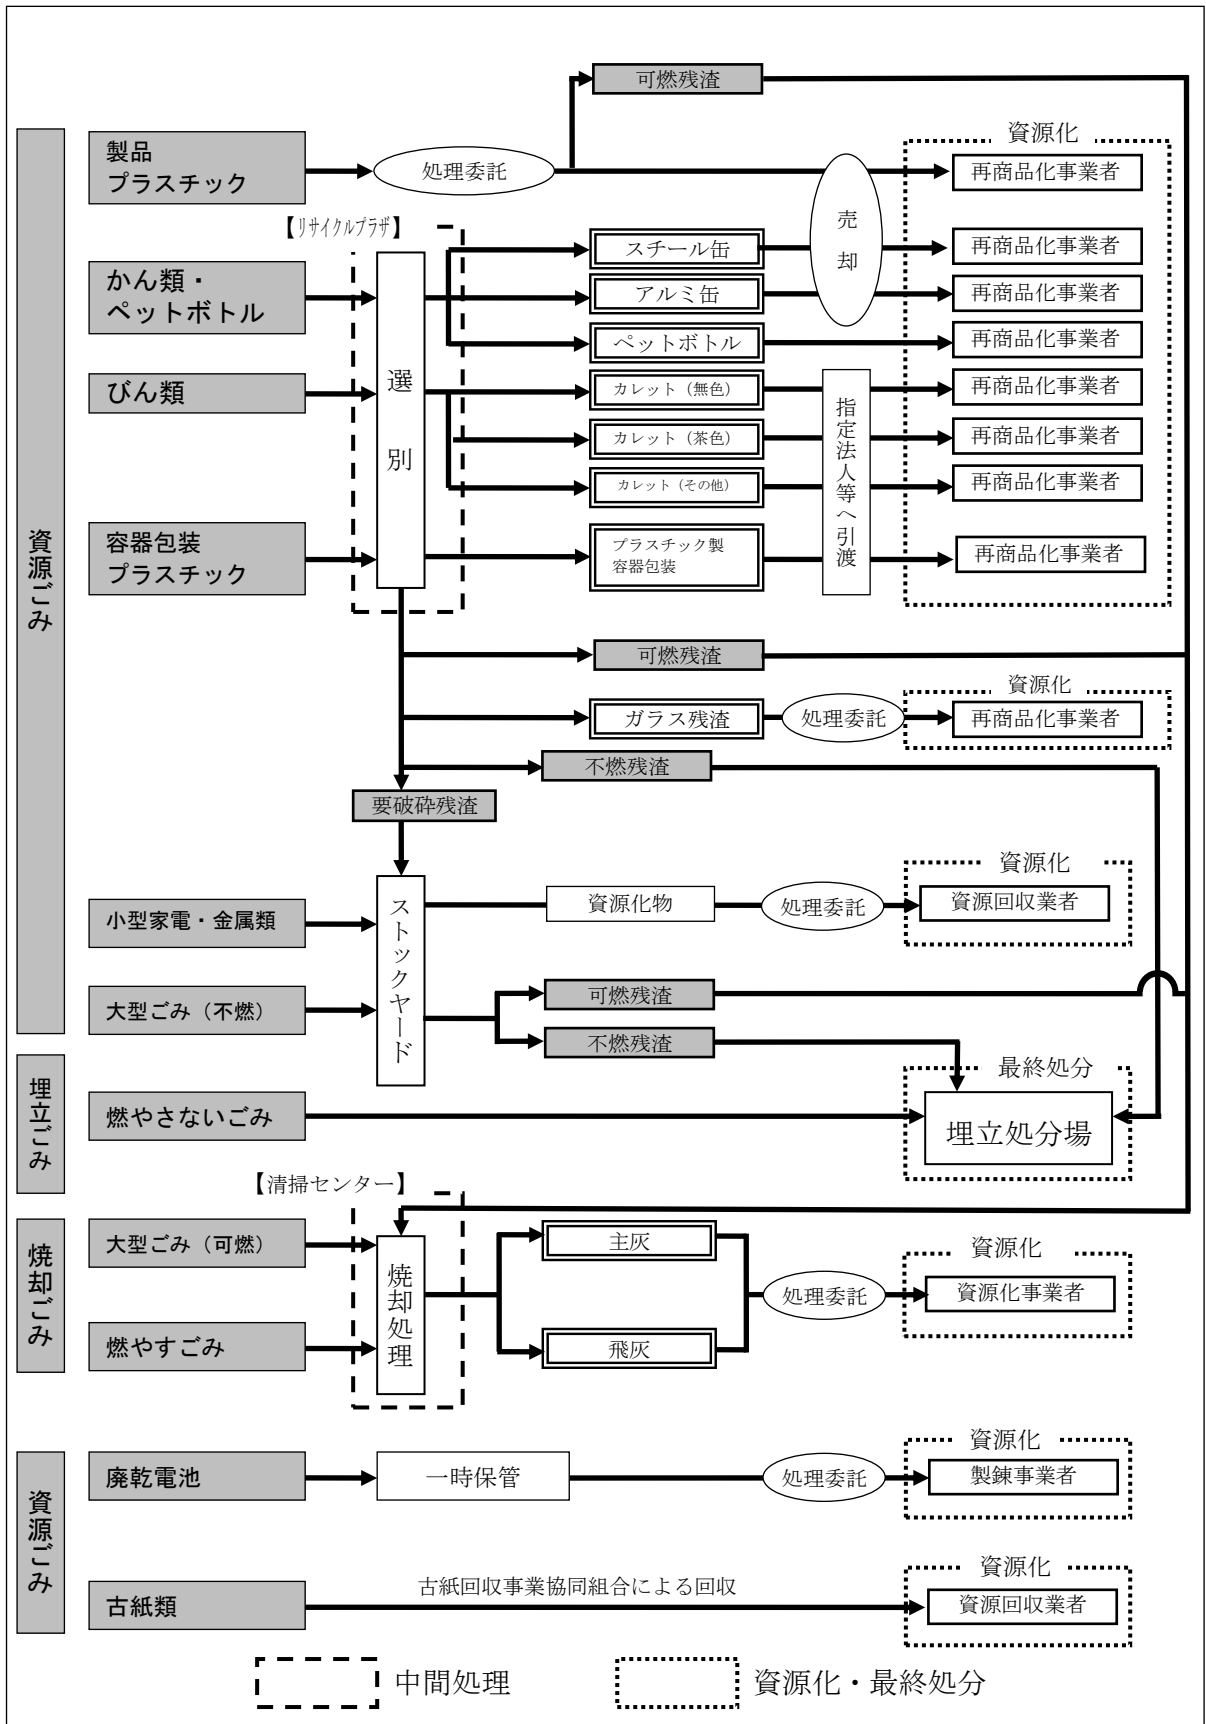 可燃残渣
資源化
資源ごみ
製品
プラスチック
処理委託
売却
再商品化事業者
【リサイクルプラザ】
かん類・
ペットボトル
選別
スチール缶
再商品化事業者
アルミ缶
再商品化事業者
ペットボトル
再商品化事業者
びん類
カレット（無色）
指定法人等へ引渡
再商品化事業者
カレット（茶色）
再商品化事業者
カレット（その他）
再商品化事業者
容器包装
プラスチック
プラスチック製
容器包装
再商品化事業者
可燃残渣
資源化
ガラス残渣
処理委託
再商品化事業者
不燃残渣
要破砕残渣
資源化
小型家電・金属類
ストックヤード
資源化物
処理委託
資源回収業者
大型ごみ（不燃）
可燃残渣
不燃残渣
埋立ごみ
最終処分
燃やさないごみ
埋立処分場
【清掃センター】
焼却ごみ
大型ごみ（可燃）
焼却処理
主灰
資源化
処理委託
資源化事業者
燃やすごみ
飛灰
資源ごみ
資源化
廃乾電池
一時保管
処理委託
製錬事業者
資源化
古紙類
古紙回収事業協同組合による回収
資源回収業者
中間処理
資源化・最終処分